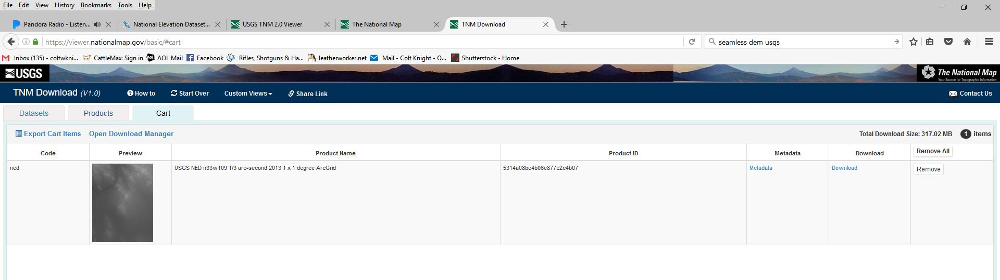 File Edit View History Bookmarks Tools Help
Pandora Radio - Listen... National Elevation Dataset... USGS TNM 2.0 Viewer The National Map TNM Download
https://viewer.nationalmap.gov/basic/#cart seamless dem usgs
Inbox (135) - coltwkni... CattleMax: Sign in AOL Mail Facebook Rifles, Shotguns & Ha... leatherworker.net Mail - Colt Knight - O... Shutterstock - Home
USGS The National Map
Your Source for Topographic Information
TNM Download (V1.0) How to Start Over Custom Views Share Link Contact Us
Datasets Products Cart
Export Cart Items Open Download Manager Total Download Size: 317.02 MB 1 items
Code Preview Product Name Product ID Metadata Download Remove All
ned USGS NED n33w109 1/3 arc-second 2013 1 x 1 degree ArcGrid 5314a08be4b06e877c2c4b07 Metadata Download Remove